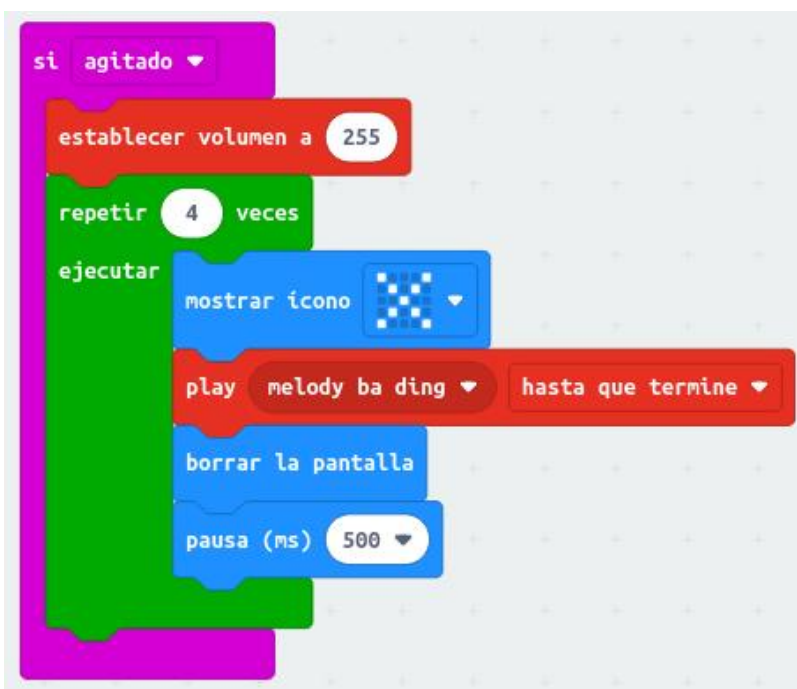 si agitado
establecer volumen a 255
repetir 4 veces
ejecutar
mostrar ícono
play melody ba ding hasta que termine
borrar la pantalla
pausa (ms) 500